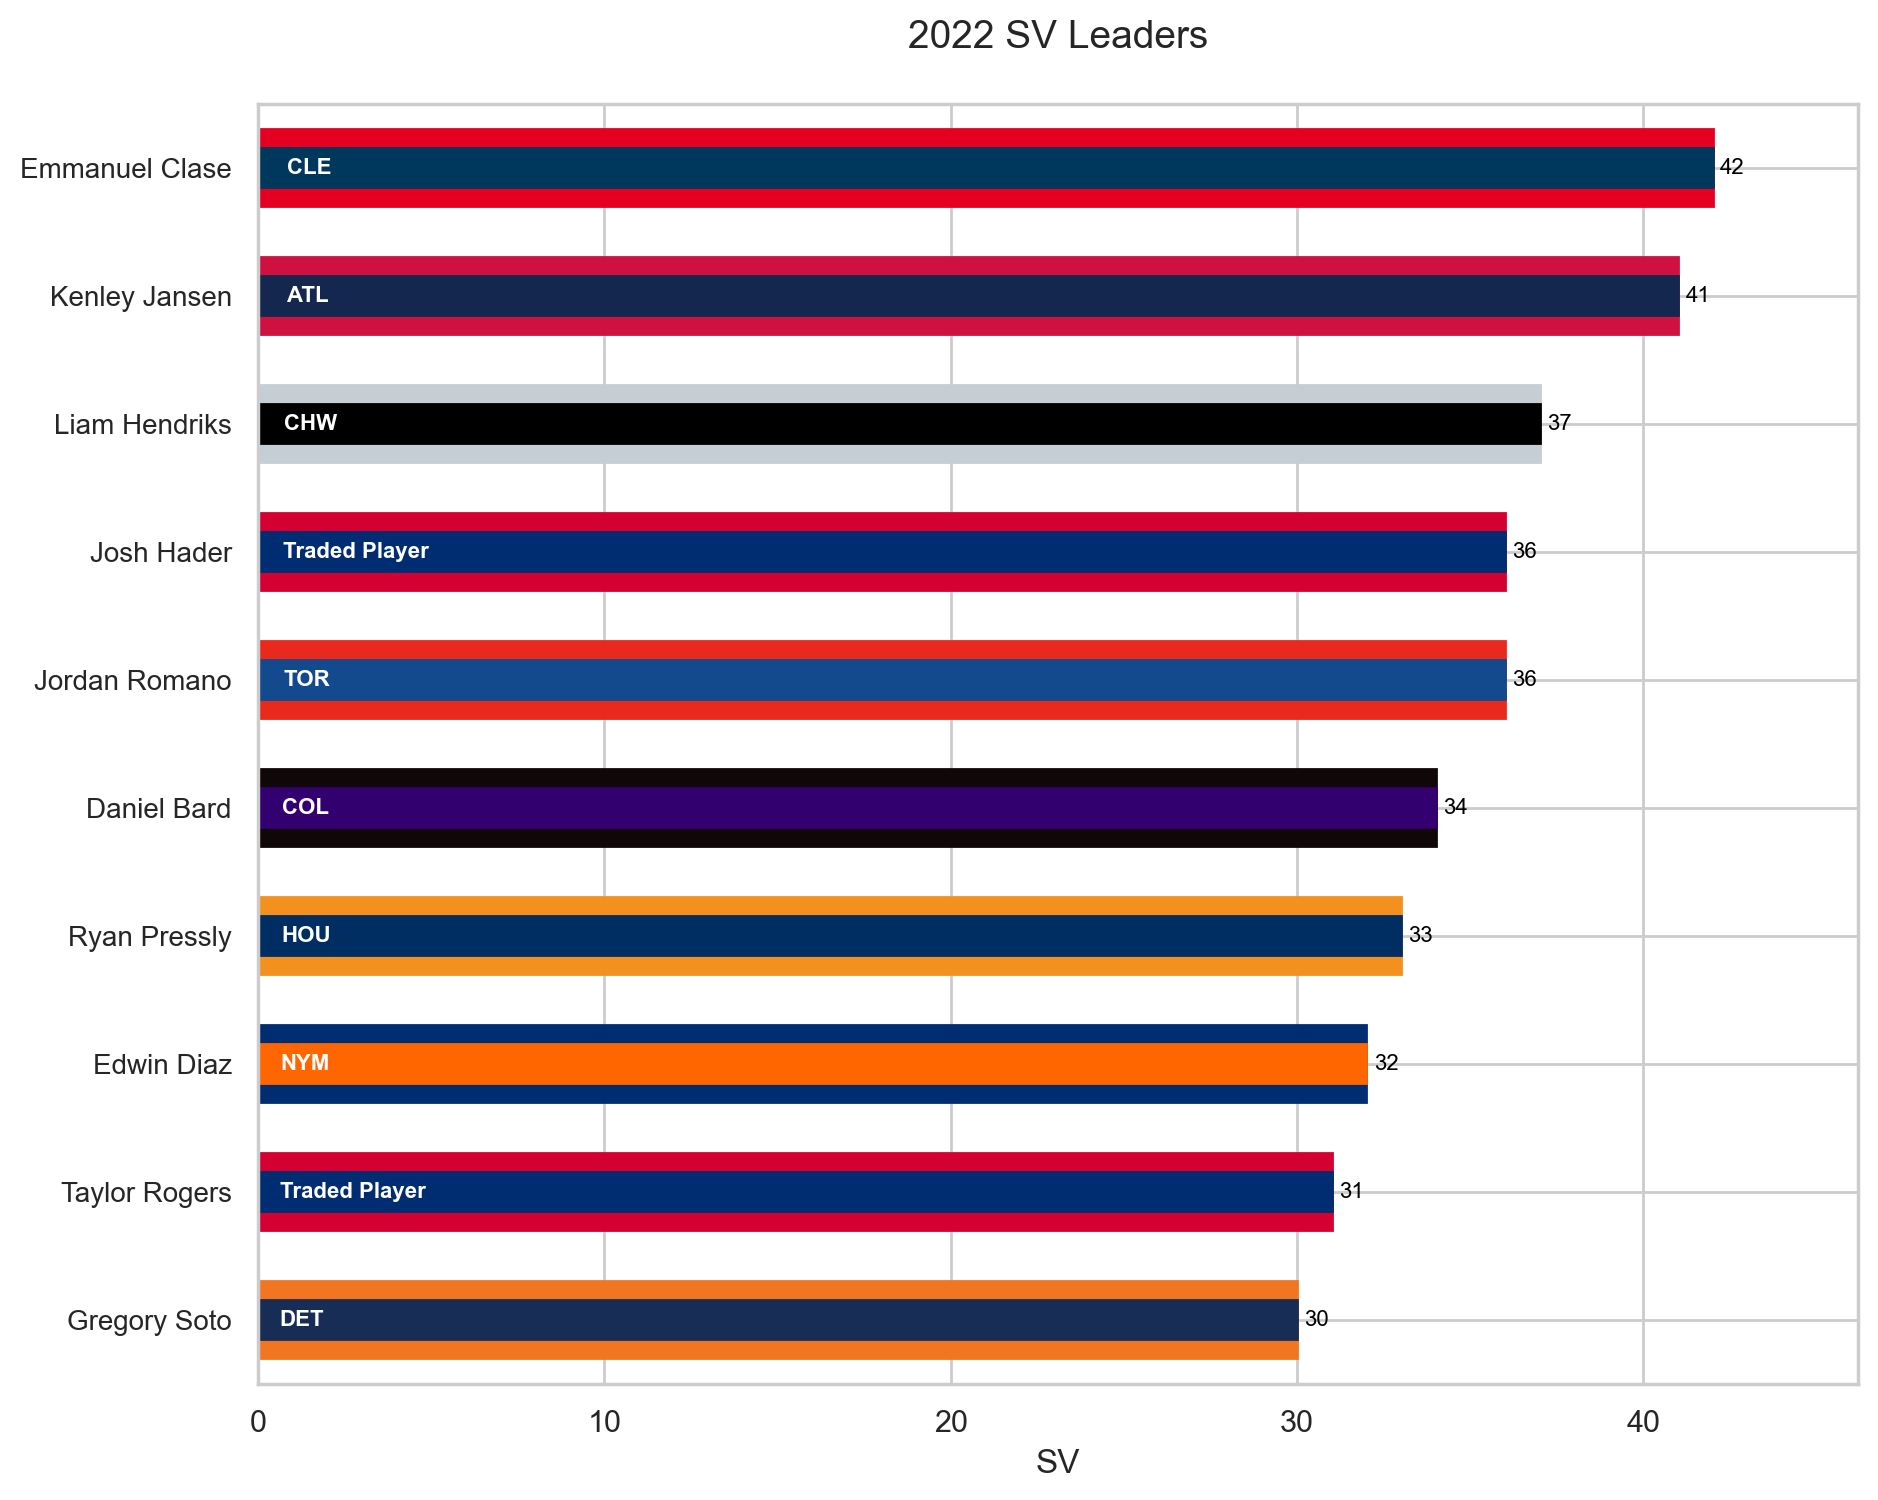 2022 SV Leaders
Emmanuel Clase CLE 42
Kenley Jansen ATL 41
Liam Hendriks CHW 37
Josh Hader Traded Player 36
Jordan Romano TOR 36
Daniel Bard COL 34
Ryan Pressly HOU 33
Edwin Diaz NYM 32
Taylor Rogers Traded Player 31
Gregory Soto DET 30
0 10 20 30 40
SV